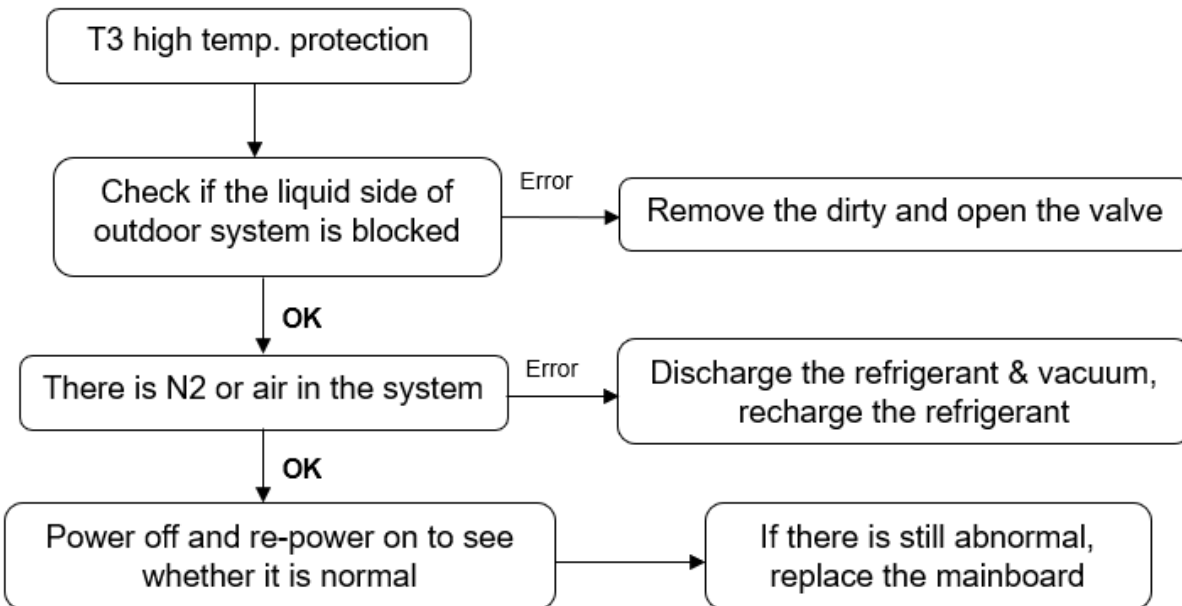 T3 high temp. protection
Check if the liquid side of
outdoor system is blocked
Error
Remove the dirty and open the valve
OK
There is N2 or air in the system
Error
Discharge the refrigerant & vacuum,
recharge the refrigerant
OK
Power off and re-power on to see
whether it is normal
If there is still abnormal,
replace the mainboard